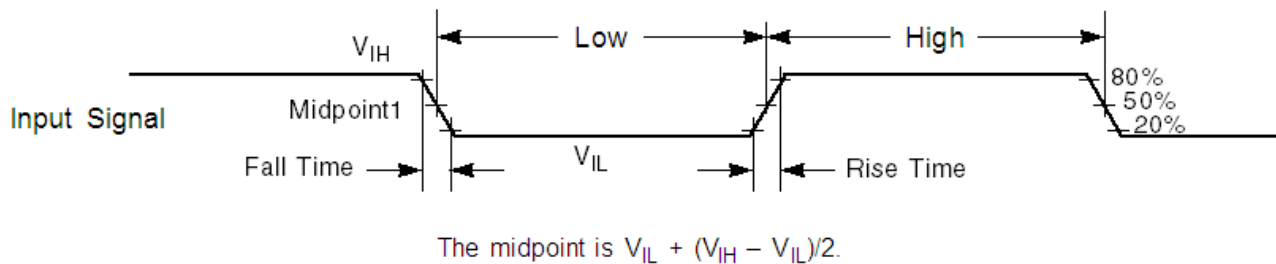 Low
High
V_IH
80%
Input Signal
Midpoint1
50%
20%
Fall Time
V_IL
Rise Time
The midpoint is V_IL + (V_IH – V_IL)/2.